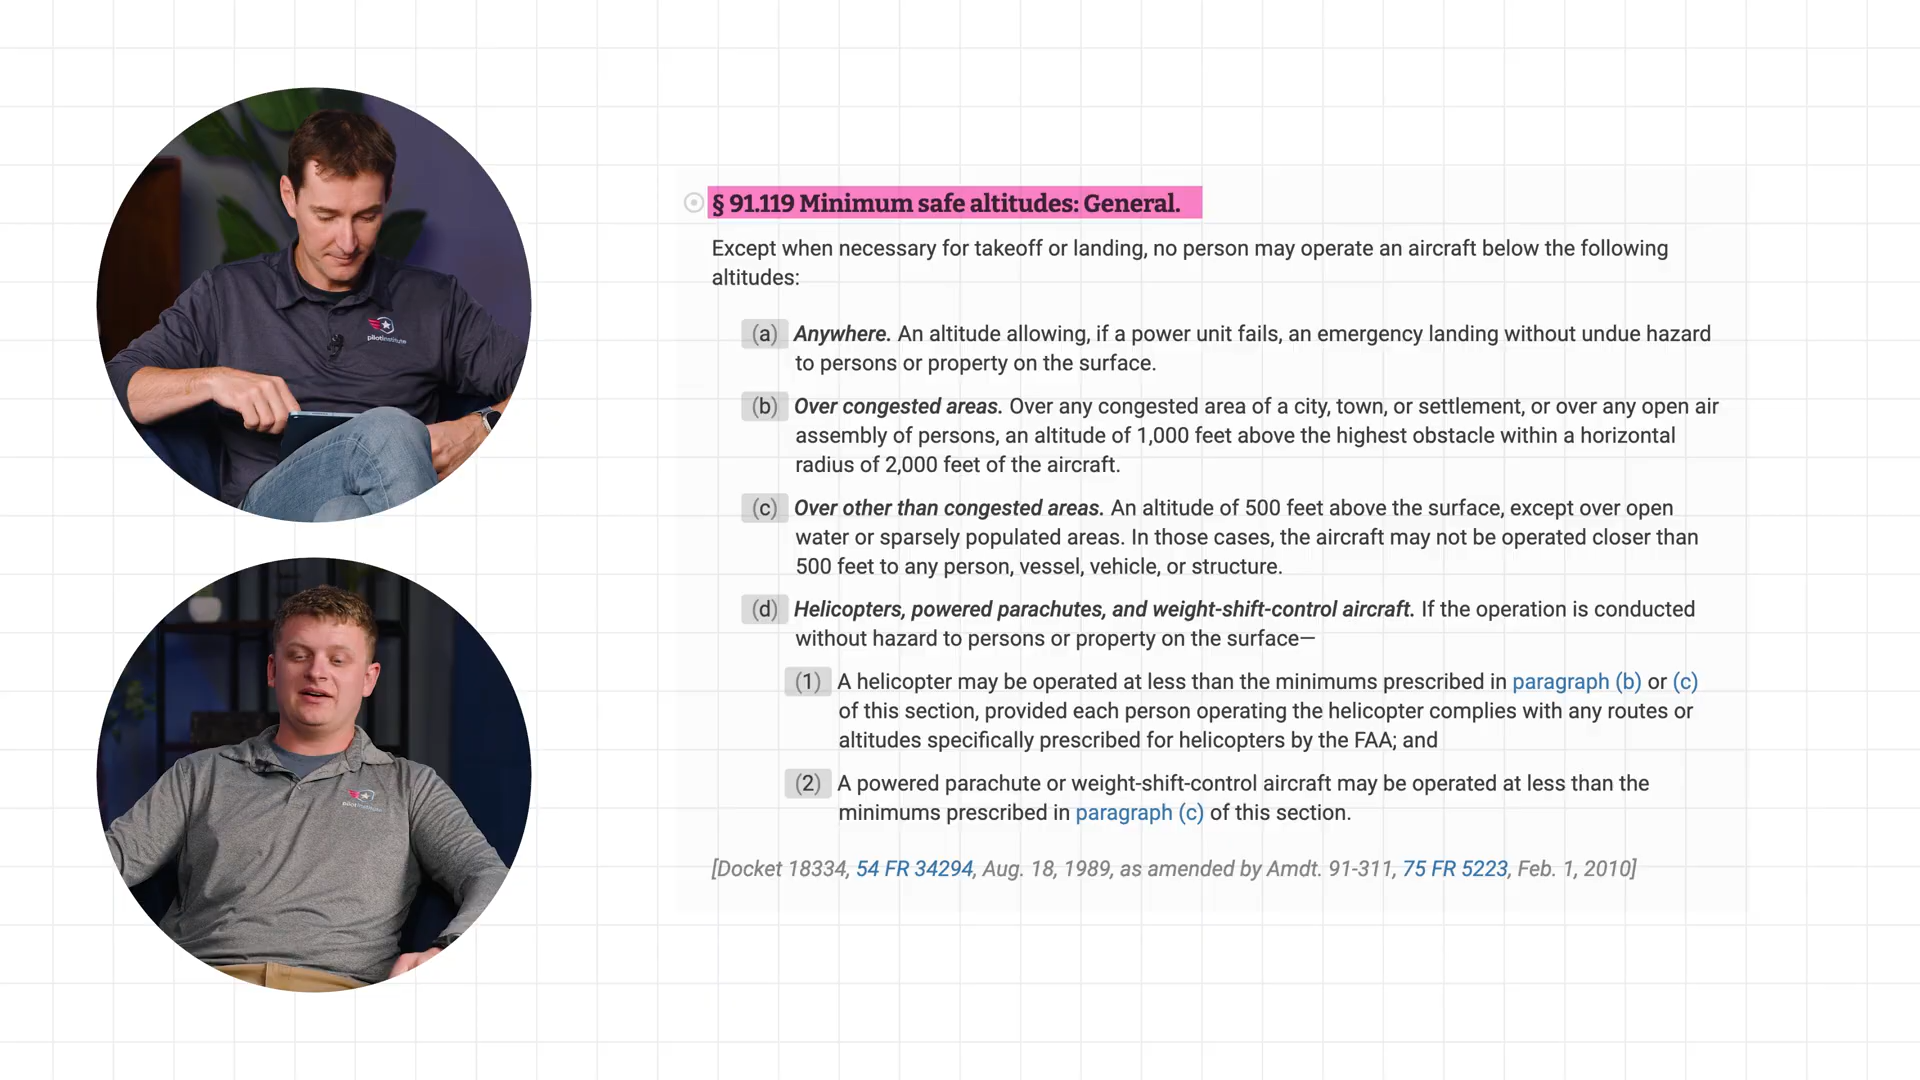 § 91.119 Minimum safe altitudes: General.
Except when necessary for takeoff or landing, no person may operate an aircraft below the following
altitudes:
(a) Anywhere. An altitude allowing, if a power unit fails, an emergency landing without undue hazard
to persons or property on the surface.
(b) Over congested areas. Over any congested area of a city, town, or settlement, or over any open air
assembly of persons, an altitude of 1,000 feet above the highest obstacle within a horizontal
radius of 2,000 feet of the aircraft.
(c) Over other than congested areas. An altitude of 500 feet above the surface, except over open
water or sparsely populated areas. In those cases, the aircraft may not be operated closer than
500 feet to any person, vessel, vehicle, or structure.
(d) Helicopters, powered parachutes, and weight-shift-control aircraft. If the operation is conducted
without hazard to persons or property on the surface—
(1) A helicopter may be operated at less than the minimums prescribed in paragraph (b) or (c)
of this section, provided each person operating the helicopter complies with any routes or
altitudes specifically prescribed for helicopters by the FAA; and
(2) A powered parachute or weight-shift-control aircraft may be operated at less than the
minimums prescribed in paragraph (c) of this section.
[Docket 18334, 54 FR 34294, Aug. 18, 1989, as amended by Amdt. 91-311, 75 FR 5223, Feb. 1, 2010]
pilotinstitute
pilotinstitute